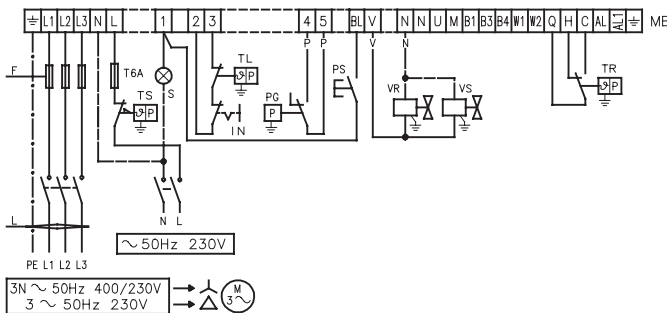 L1 L2 L3 N L 1 2 3 4 5 BL V N N U M B1 B3 B4 W1 W2 Q H C AL AL1 MB
P P V N
F T6A TL PS TR
TS S PG VR VS
ϑ P ϑ P P ϑ P
IN
L N L
~ 50Hz 230V
PE L1 L2 L3
3N ~ 50Hz 400/230V
3 ~ 50Hz 230V
M
3~